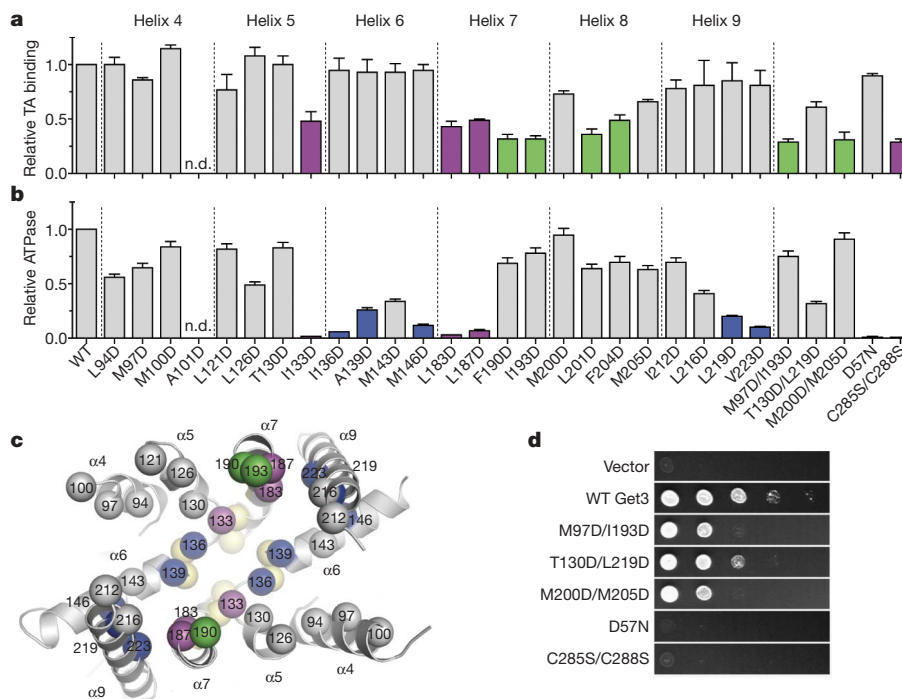 a
Helix 4 Helix 5 Helix 6 Helix 7 Helix 8 Helix 9
Relative TA binding
1.0
0.5
0.0
n.d.
b
Relative ATPase
1.0
0.5
0
n.d.
WT L94D M97D M100D A101D L121D L126D T130D I133D I136D A139D M143D M146D L183D L187D F190D I193D M200D L201D F204D M205D I212D L216D L219D V223D M97D/I193D T130D/L219D M200D/M205D D57N C285S/C288S
c
α4 α5 α7 α9
100 97 94 121 126 130 190 193 187 183 223 216 219 212 146
133 143
α6 136 139 α6
143 139 136
146 212 216 219 223 183 187 190 133 130 126 94 97 100
α9 α7 α5 α4
d
Vector
WT Get3
M97D/I193D
T130D/L219D
M200D/M205D
D57N
C285S/C288S